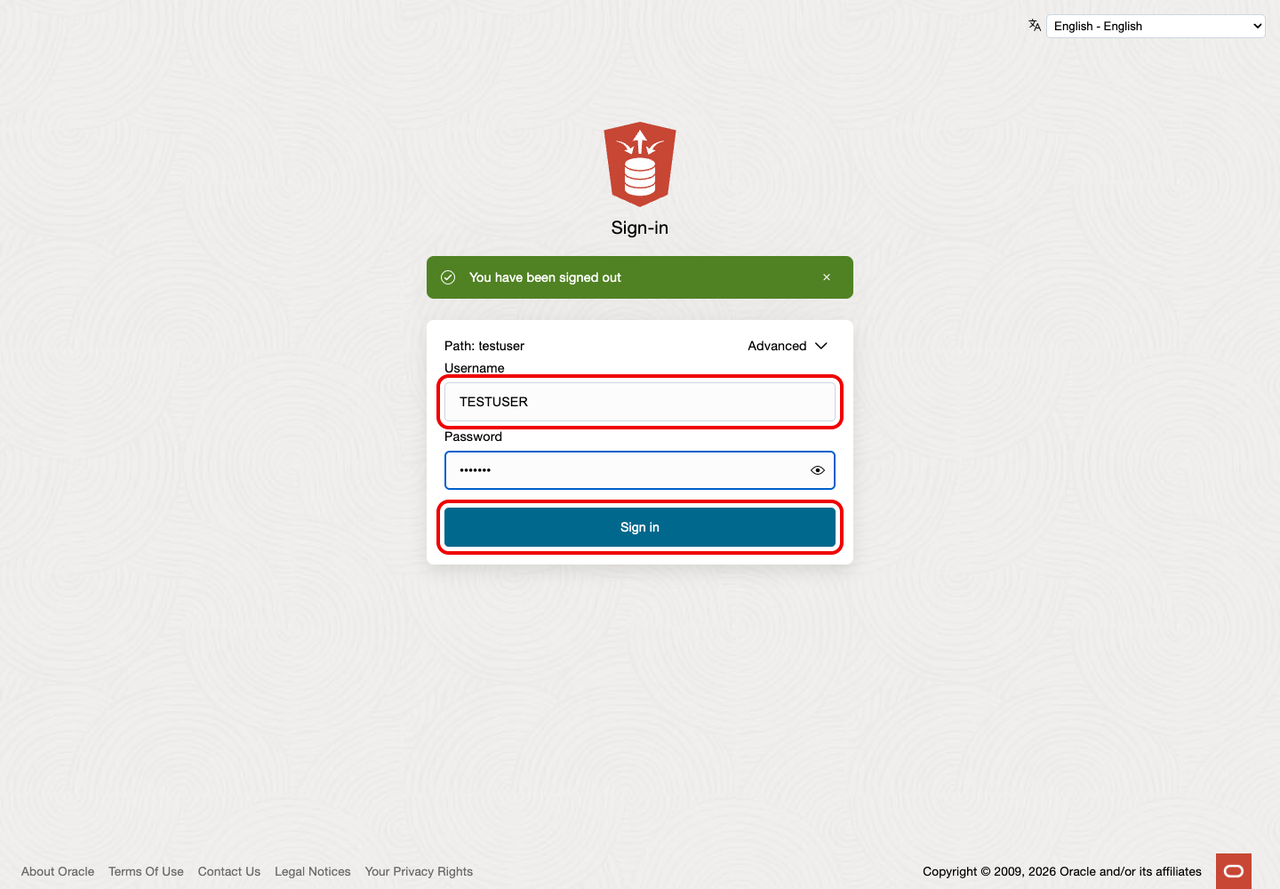 English - English
Sign-in
You have been signed out
Path: testuser
Advanced
Username
TESTUSER
Password
•••••••
Sign in
About Oracle
Terms Of Use
Contact Us
Legal Notices
Your Privacy Rights
Copyright © 2009, 2026 Oracle and/or its affiliates